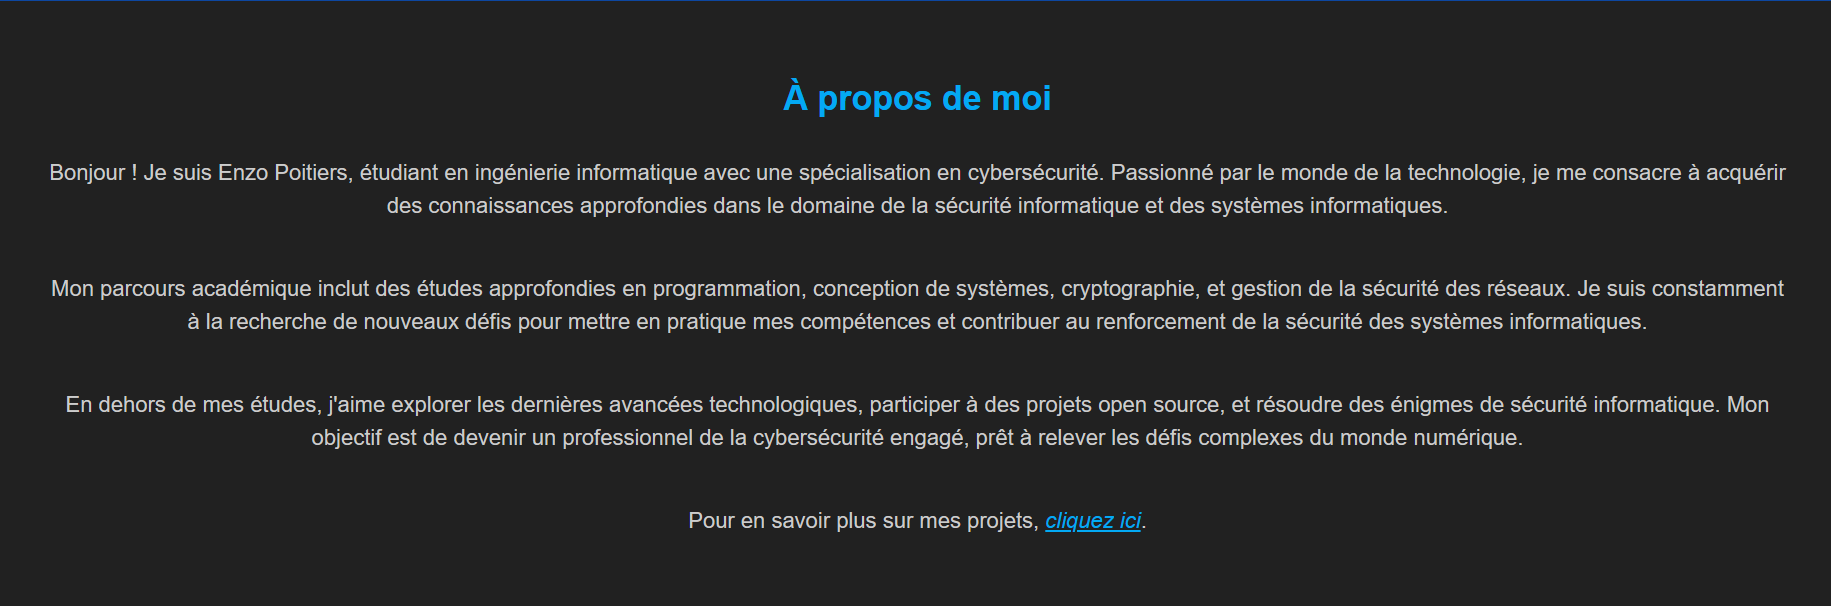 À propos de moi
Bonjour ! Je suis Enzo Poitiers, étudiant en ingénierie informatique avec une spécialisation en cybersécurité. Passionné par le monde de la technologie, je me consacre à acquérir
des connaissances approfondies dans le domaine de la sécurité informatique et des systèmes informatiques.
Mon parcours académique inclut des études approfondies en programmation, conception de systèmes, cryptographie, et gestion de la sécurité des réseaux. Je suis constamment
à la recherche de nouveaux défis pour mettre en pratique mes compétences et contribuer au renforcement de la sécurité des systèmes informatiques.
En dehors de mes études, j'aime explorer les dernières avancées technologiques, participer à des projets open source, et résoudre des énigmes de sécurité informatique. Mon
objectif est de devenir un professionnel de la cybersécurité engagé, prêt à relever les défis complexes du monde numérique.
Pour en savoir plus sur mes projets, cliquez ici.